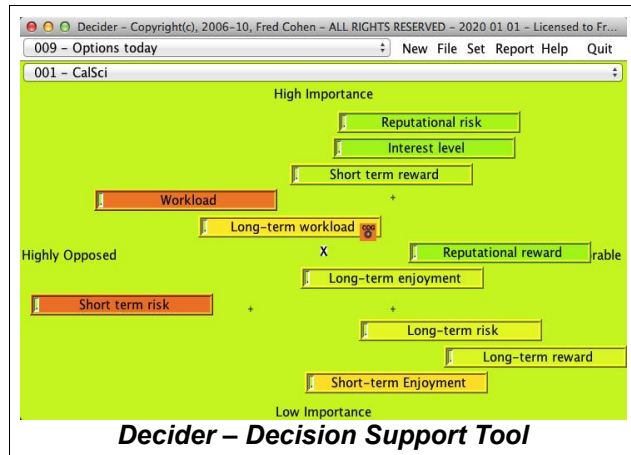 Decider - Copyright(c), 2006-10, Fred Cohen - ALL RIGHTS RESERVED - 2020 01 01 - Licensed to Fr...
009 - Options today
New File Set Report Help Quit
001 - CalSci
High Importance
Reputational risk
Interest level
Short term reward
Workload
+
Long-term workload COG
X
Highly Opposed
Reputational reward
rable
Long-term enjoyment
Short term risk
+ +
Long-term risk
Long-term reward
Short-term Enjoyment
Low Importance
Decider – Decision Support Tool